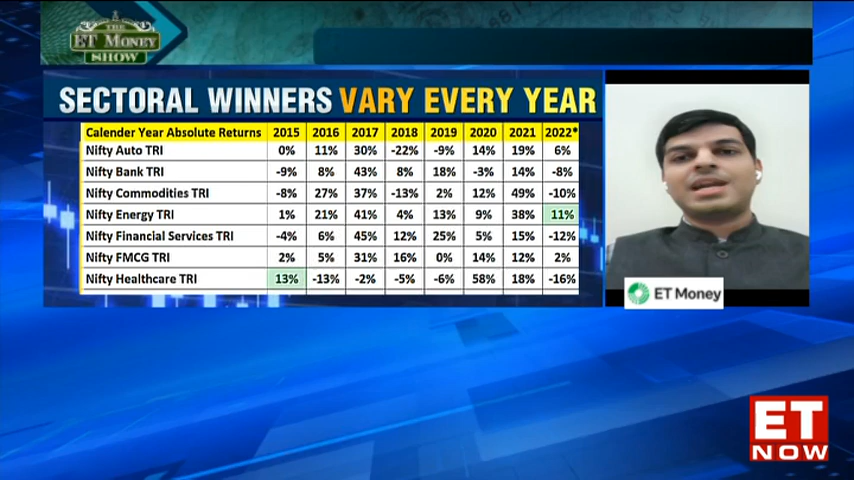 THE
ET MONEY
SHOW
SECTORAL WINNERS VARY EVERY YEAR
Calender Year Absolute Returns 2015 2016 2017 2018 2019 2020 2021 2022*
Nifty Auto TRI 0% 11% 30% -22% -9% 14% 19% 6%
Nifty Bank TRI -9% 8% 43% 8% 18% -3% 14% -8%
Nifty Commodities TRI -8% 27% 37% -13% 2% 12% 49% -10%
Nifty Energy TRI 1% 21% 41% 4% 13% 9% 38% 11%
Nifty Financial Services TRI -4% 6% 45% 12% 25% 5% 15% -12%
Nifty FMCG TRI 2% 5% 31% 16% 0% 14% 12% 2%
Nifty Healthcare TRI 13% -13% -2% -5% -6% 58% 18% -16%
ET Money
ET
NOW